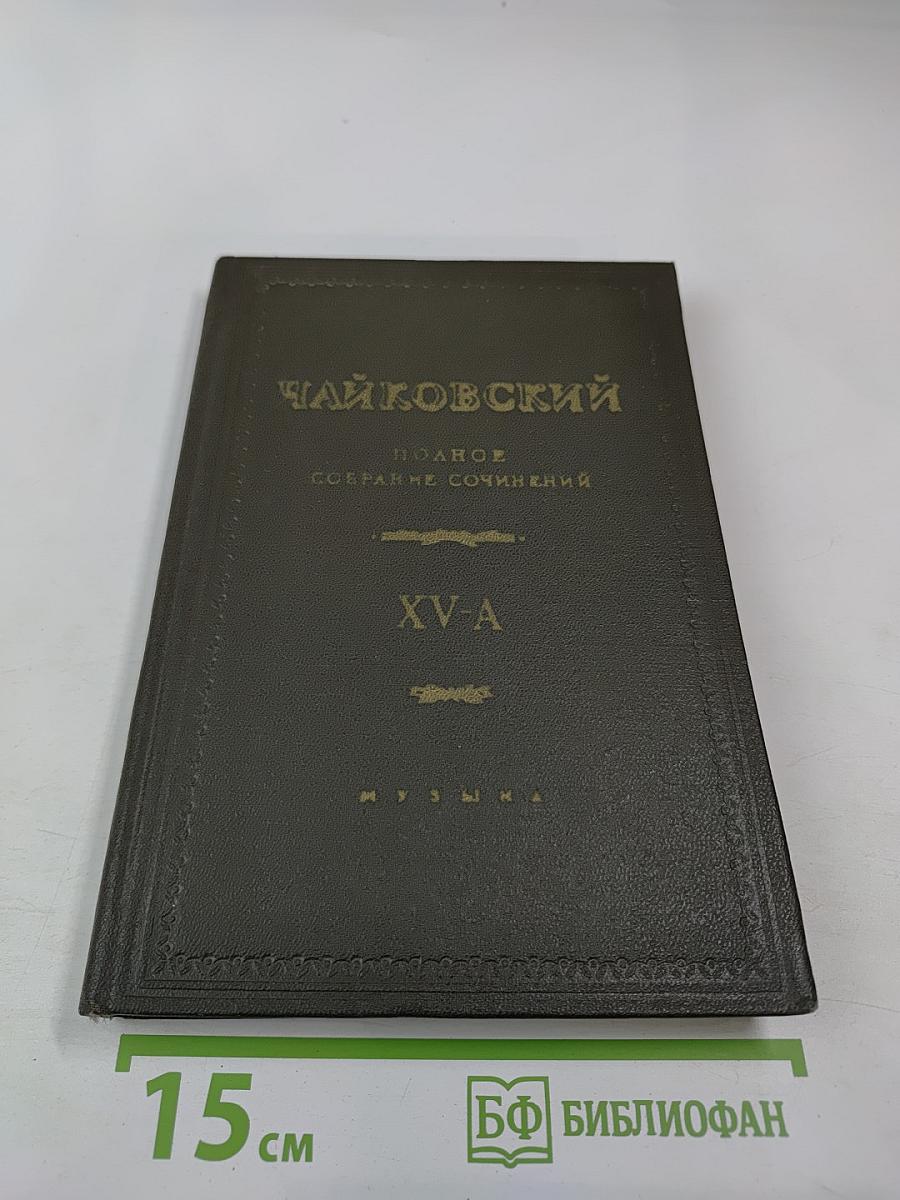 ЧАЙКОВСКИЙ
ПОЛНОЕ
СОБРАНИЕ СОЧИНЕНИЙ
XV-А
МУЗЫКА
15 см
БФ БИБЛИОФАН